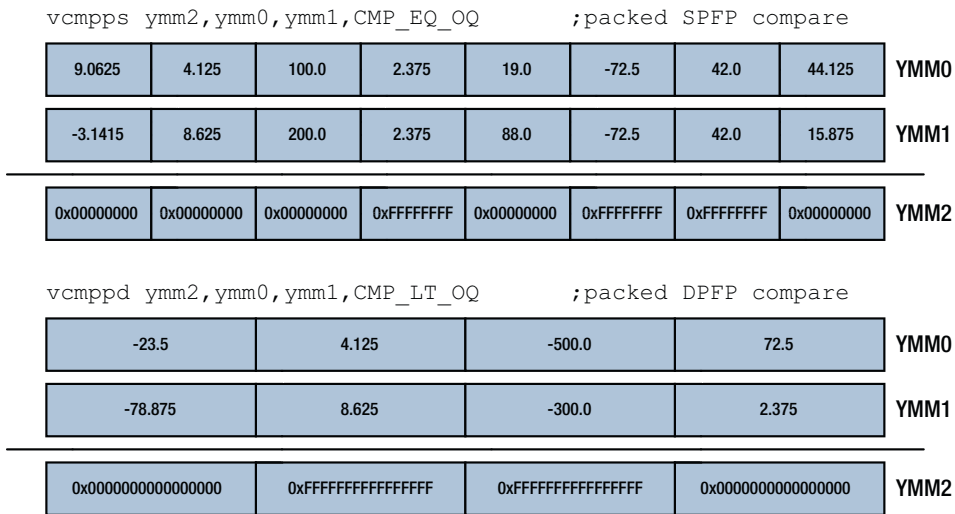 vcmpps ymm2,ymm0,ymm1,CMP_EQ_OQ ;packed SPFP compare
9.0625 4.125 100.0 2.375 19.0 -72.5 42.0 44.125 YMM0
-3.1415 8.625 200.0 2.375 88.0 -72.5 42.0 15.875 YMM1
0x00000000 0x00000000 0x00000000 0xFFFFFFFF 0x00000000 0xFFFFFFFF 0xFFFFFFFF 0x00000000 YMM2
vcmppd ymm2,ymm0,ymm1,CMP_LT_OQ ;packed DPFP compare
-23.5 4.125 -500.0 72.5 YMM0
-78.875 8.625 -300.0 2.375 YMM1
0x0000000000000000 0xFFFFFFFFFFFFFFFF 0xFFFFFFFFFFFFFFFF 0x0000000000000000 YMM2